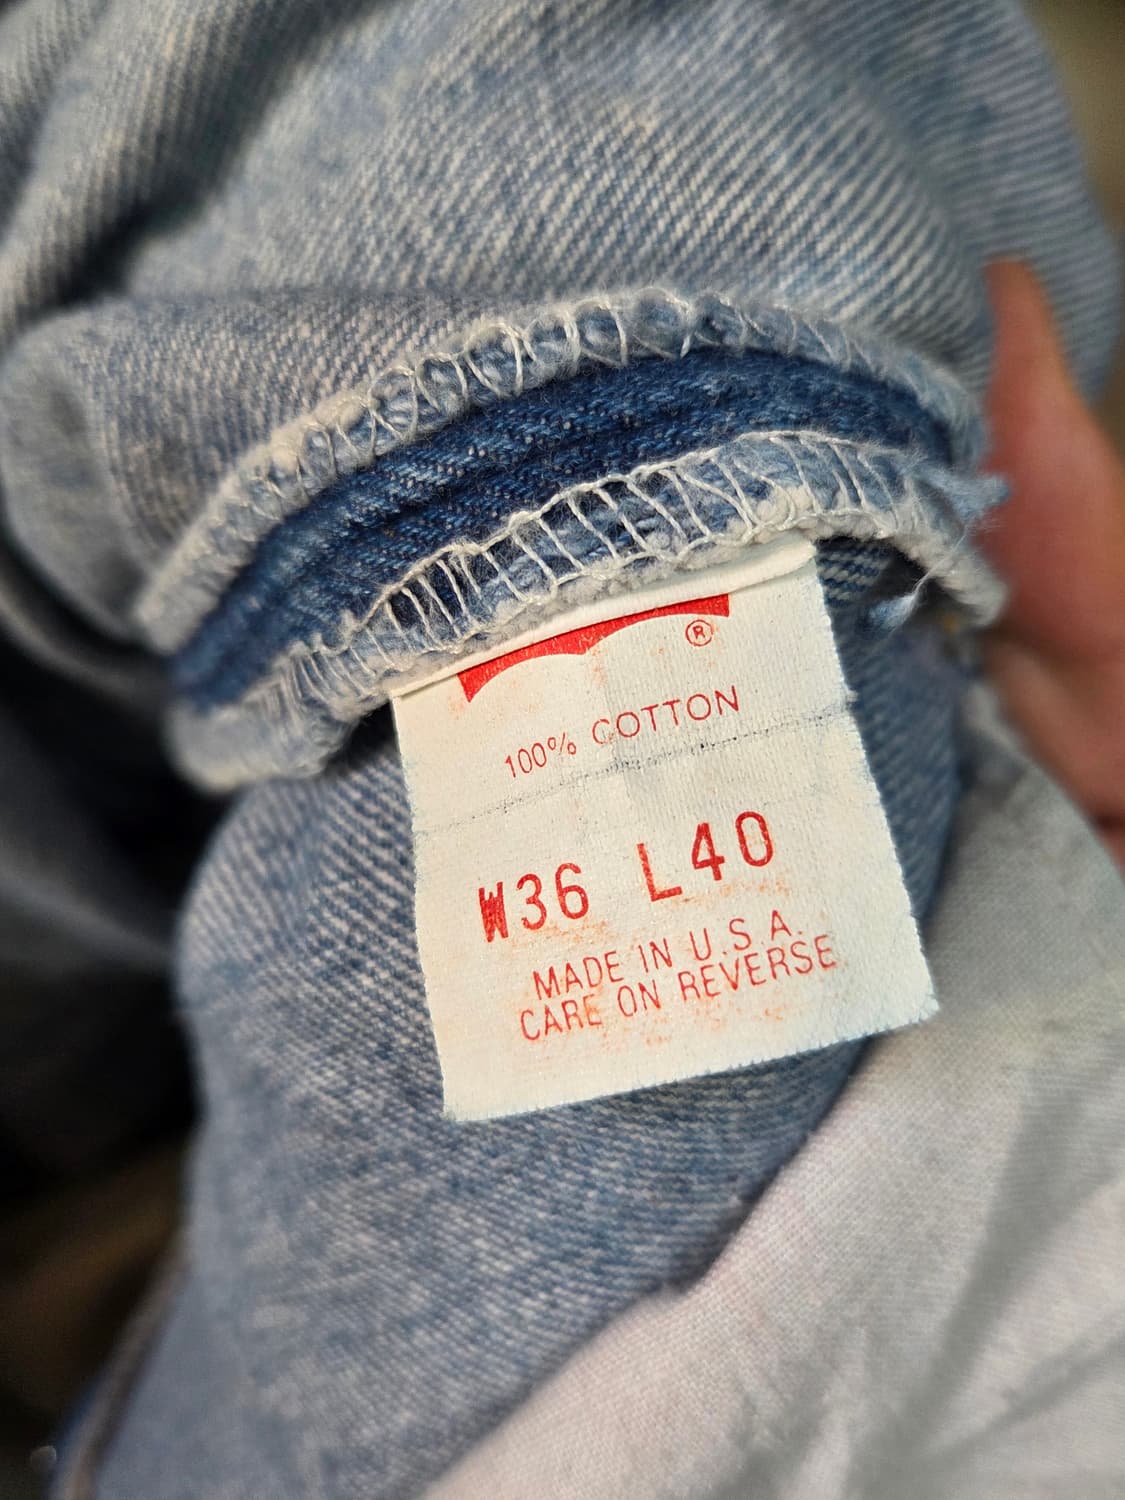 ®
100% COTTON
W36 L40
MADE IN U.S.A.
CARE ON REVERSE